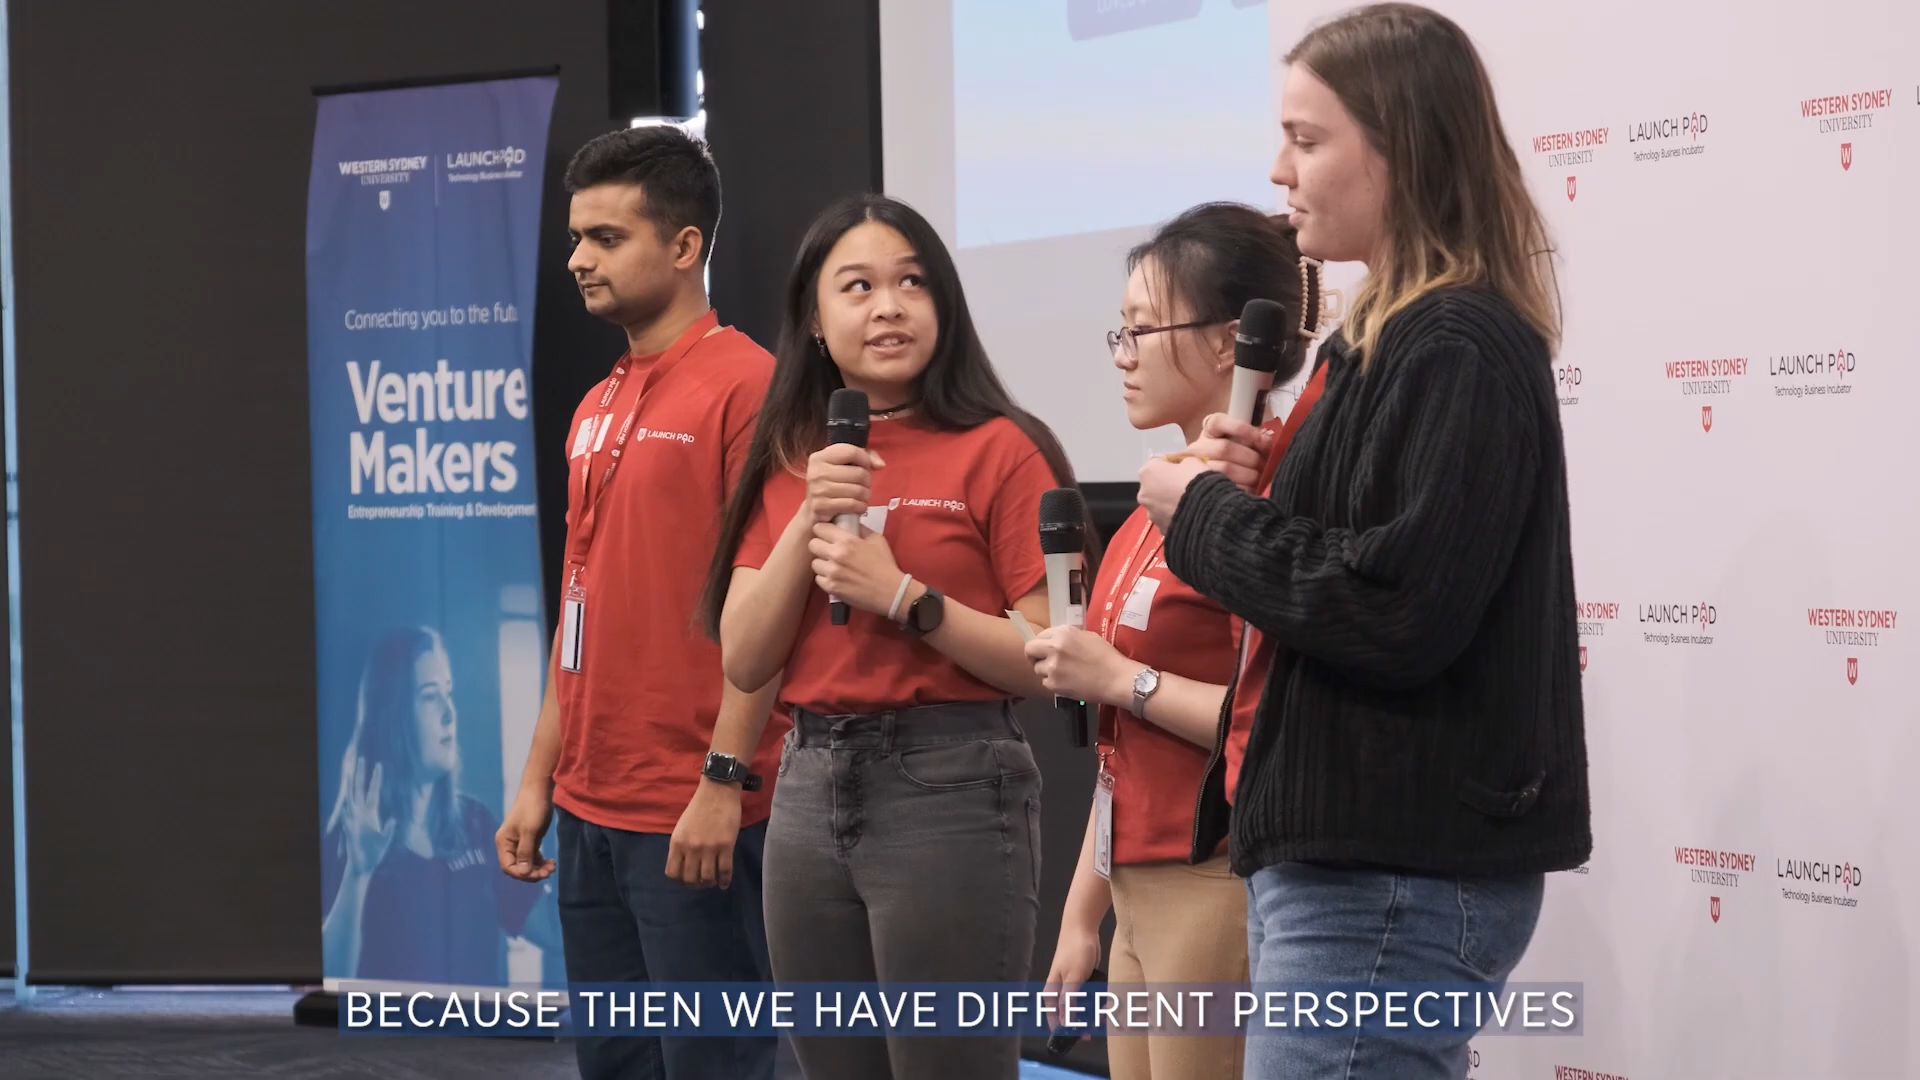 WESTERN SYDNEY
UNIVERSITY
LAUNCH PAD
Technology Business Incubator
Connecting you to the
Venture
Makers
Entrepreneurship Training & Developmen
LAUNCH PAD
LAUNCH PAD
WESTERN SYDNEY
UNIVERSITY
W
LAUNCH PAD
Technology Business Incubator
WESTERN SYDNEY
UNIVERSITY
W
WESTERN SYDNEY
UNIVERSITY
W
LAUNCH PAD
Technology Business Incubator
LAUNCH PAD
Technology Business Incubator
WESTERN SYDNEY
UNIVERSITY
W
WESTERN SYDNEY
UNIVERSITY
W
LAUNCH PAD
Technology Business Incubator
BECAUSE THEN WE HAVE DIFFERENT PERSPECTIVES